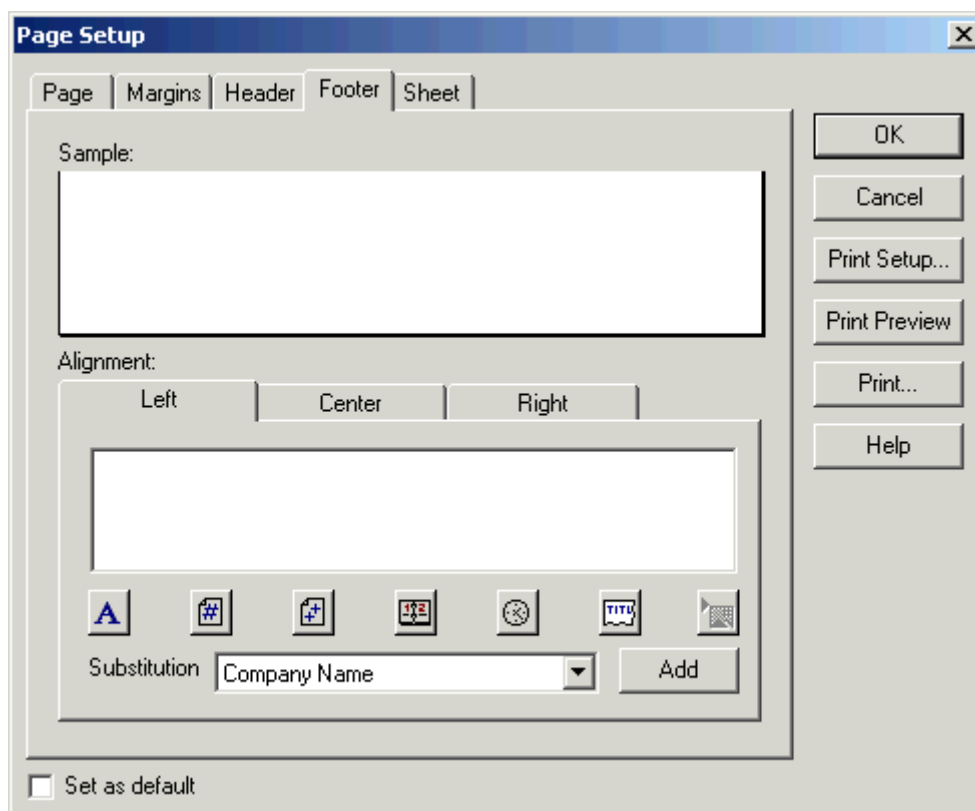 Page Setup
Page Margins Header Footer Sheet
Sample:
OK
Cancel
Print Setup...
Print Preview
Print...
Help
Alignment:
Left Center Right
A # 
Substitution Company Name Add
Set as default